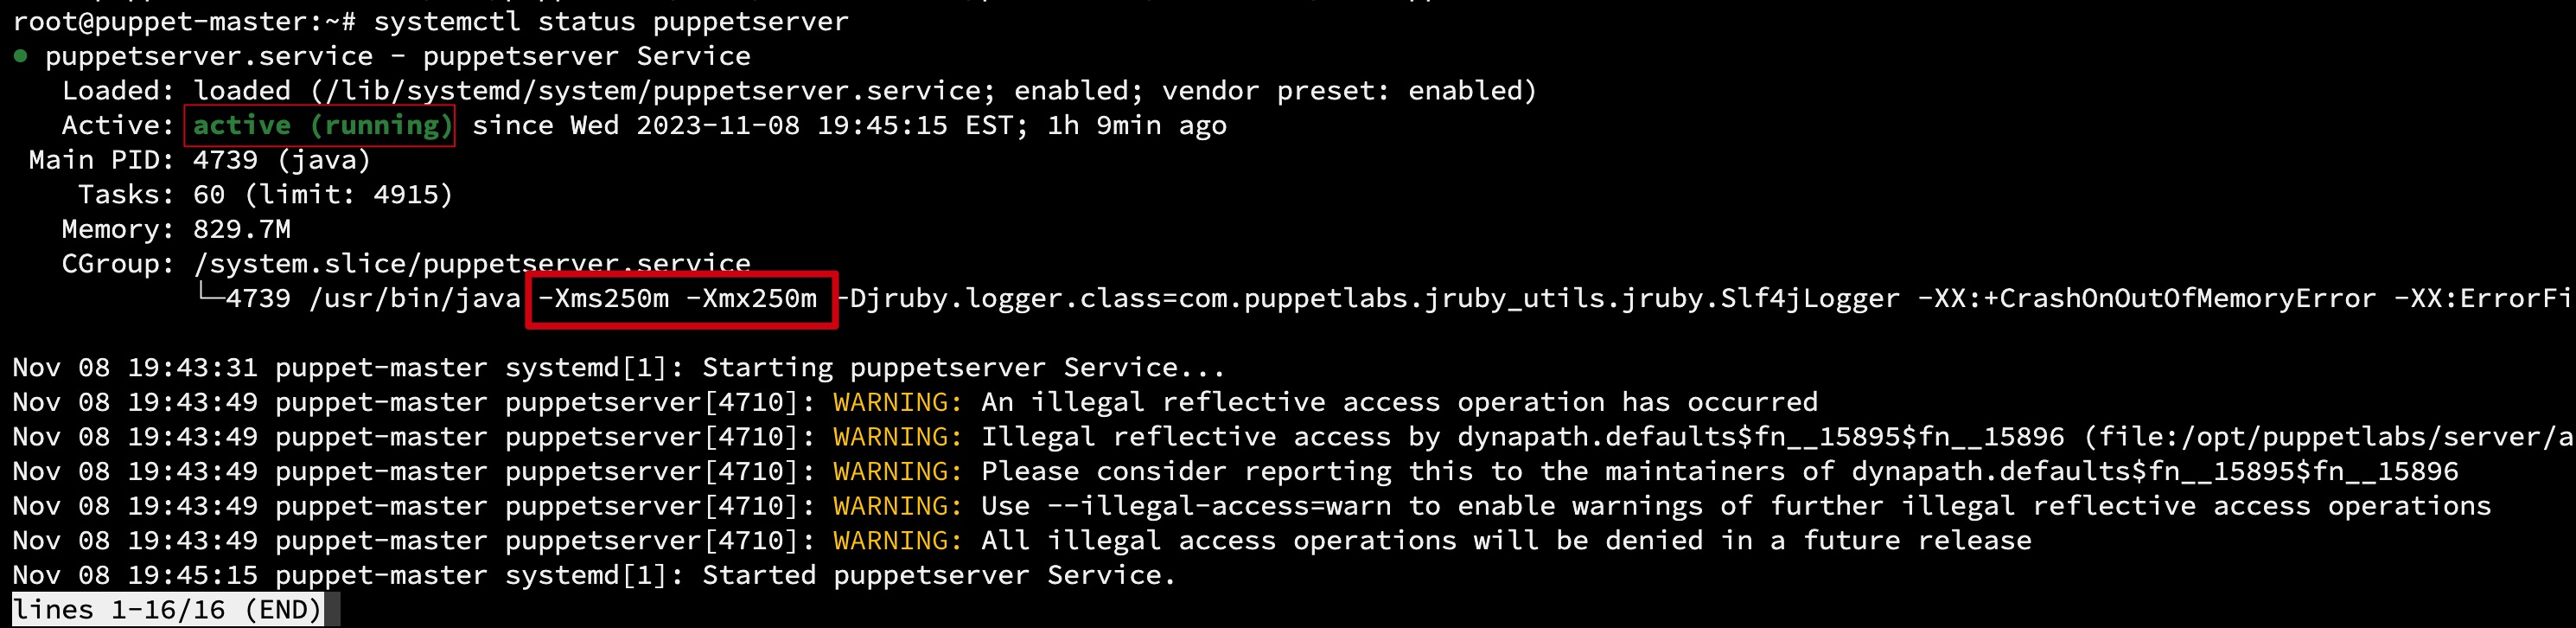 root@puppet-master:~# systemctl status puppetserver
● puppetserver.service - puppetserver Service
Loaded: loaded (/lib/systemd/system/puppetserver.service; enabled; vendor preset: enabled)
Active: active (running) since Wed 2023-11-08 19:45:15 EST; 1h 9min ago
Main PID: 4739 (java)
Tasks: 60 (limit: 4915)
Memory: 829.7M
CGroup: /system.slice/puppetserver.service
└─4739 /usr/bin/java -Xms250m -Xmx250m -Djruby.logger.class=com.puppetlabs.jruby_utils.jruby.Slf4jLogger -XX:+CrashOnOutOfMemoryError -XX:ErrorFi
Nov 08 19:43:31 puppet-master systemd[1]: Starting puppetserver Service...
Nov 08 19:43:49 puppet-master puppetserver[4710]: WARNING: An illegal reflective access operation has occurred
Nov 08 19:43:49 puppet-master puppetserver[4710]: WARNING: Illegal reflective access by dynapath.defaults$fn__15895$fn__15896 (file:/opt/puppetlabs/server/a
Nov 08 19:43:49 puppet-master puppetserver[4710]: WARNING: Please consider reporting this to the maintainers of dynapath.defaults$fn__15895$fn__15896
Nov 08 19:43:49 puppet-master puppetserver[4710]: WARNING: Use --illegal-access=warn to enable warnings of further illegal reflective access operations
Nov 08 19:43:49 puppet-master puppetserver[4710]: WARNING: All illegal access operations will be denied in a future release
Nov 08 19:45:15 puppet-master systemd[1]: Started puppetserver Service.
lines 1-16/16 (END)